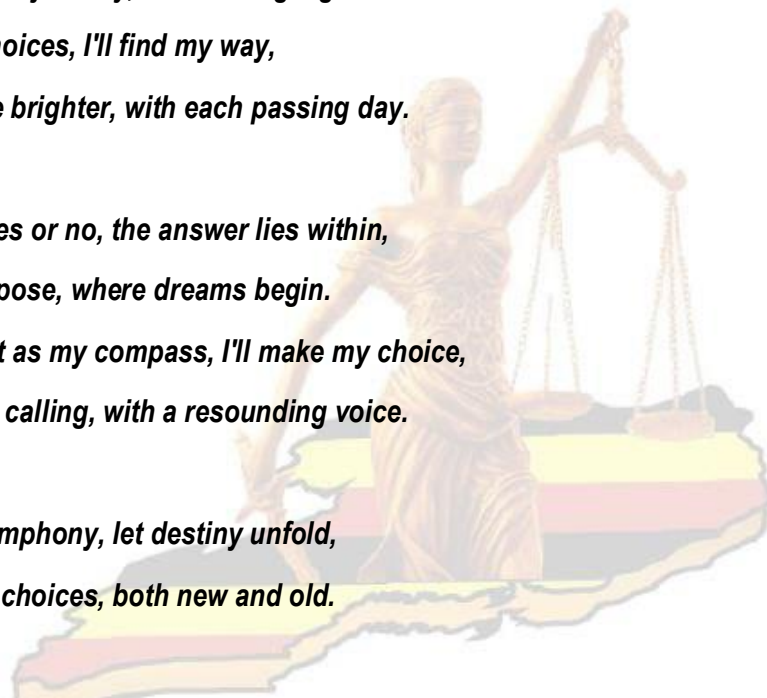 oices, I'll find my way,
e brighter, with each passing day.
es or no, the answer lies within,
pose, where dreams begin.
t as my compass, I'll make my choice,
calling, with a resounding voice.
mphony, let destiny unfold,
choices, both new and old.